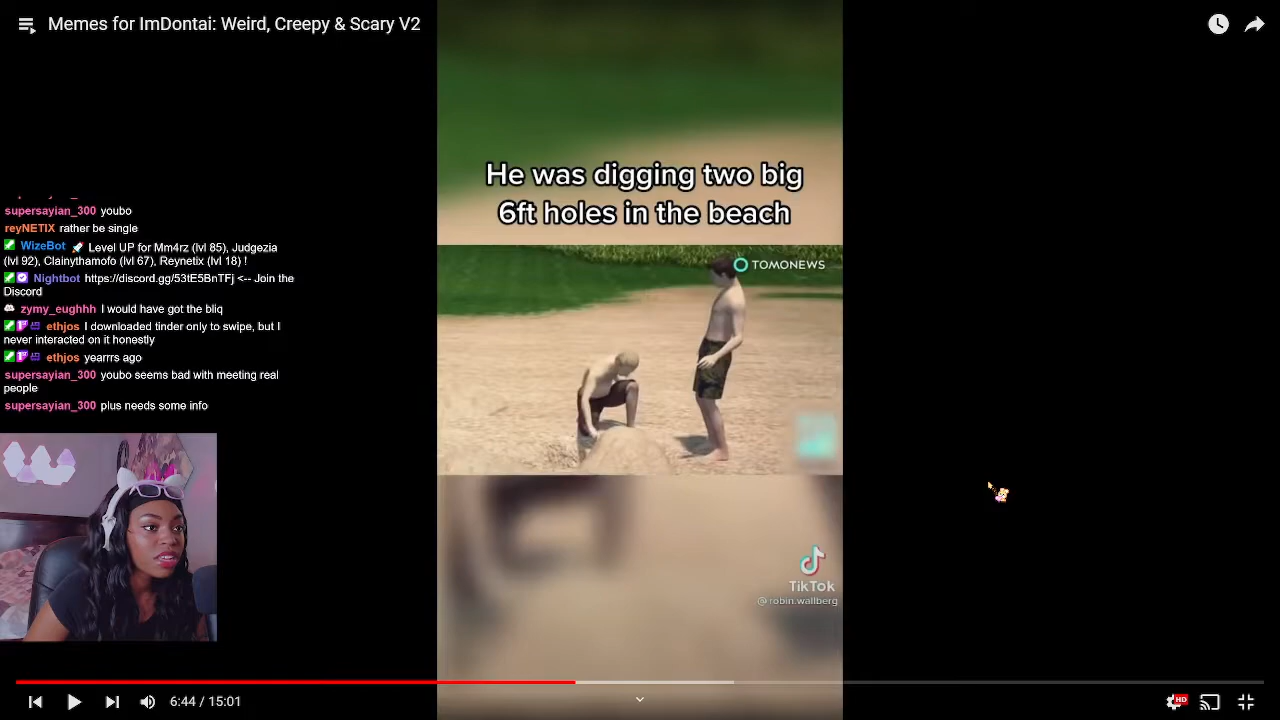 Memes for ImDontai: Weird, Creepy & Scary V2
He was digging two big
6ft holes in the beach
TOMONEWS
supersayian_300 youbo
reyNETIX rather be single
WizeBot Level UP for Mm4rz (lvl 85), Judgezia
(lvl 92), Clainythamofo (lvl 67), Reynetix (lvl 18) !
Nightbot https://discord.gg/53tE5BnTFj <-- Join the
Discord
zymy_eughhh I would have got the bliq
ethjos I downloaded tinder only to swipe, but I
never interacted on it honestly
ethjos yearrrs ago
supersayian_300 youbo seems bad with meeting real
people
supersayian_300 plus needs some info
TikTok
@robin.wallberg
6:44 / 15:01
HD